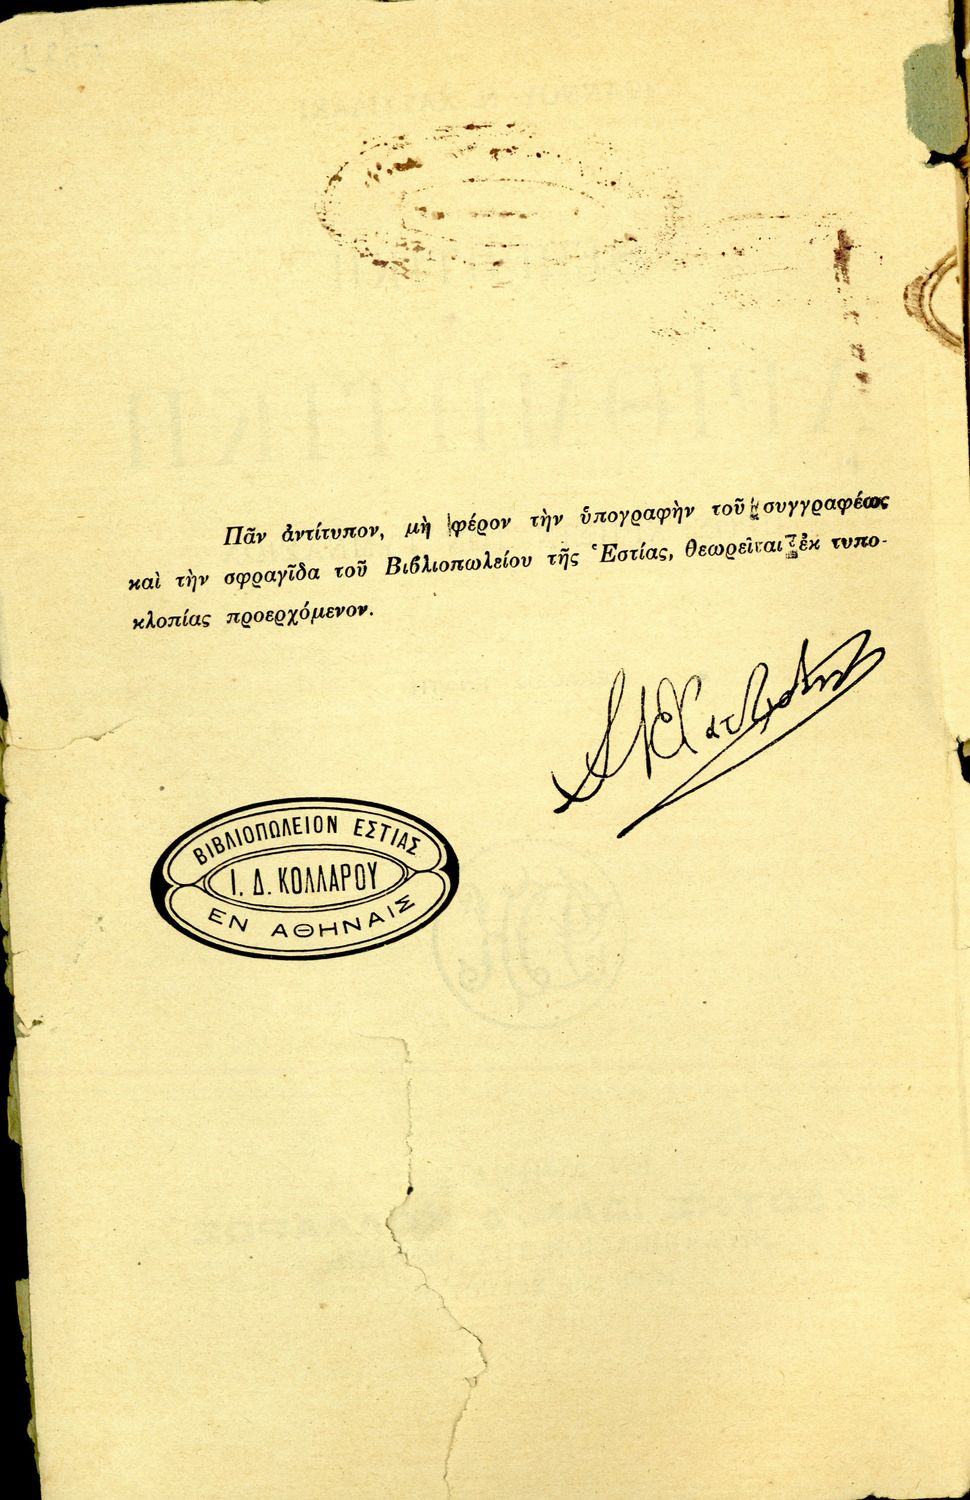 Πᾶν ἀντίτυπον, μὴ φέρον τὴν ὑπογραφὴν τοῦ συγγραφέως
καὶ τὴν σφραγῖδα τοῦ Βιβλιοπωλείου τῆς Ἑστίας, θεωρεῖται ἐκ τυπο-
κλοπίας προερχόμενον.
ΒΙΒΛΙΟΠΩΛΕΙΟΝ ΕΣΤΙΑΣ
Ι. Δ. ΚΟΛΛΑΡΟΥ
ΕΝ ΑΘΗΝΑΙΣ